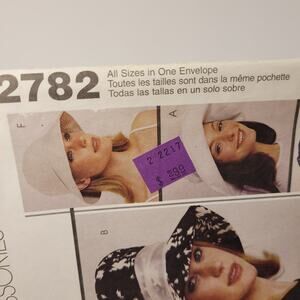 2782
All Sizes in One Envelope
Toutes les tailles sont dans la même pochette
Todas las tallas en un solo sobre
F
A
2 2217
$ .99
B